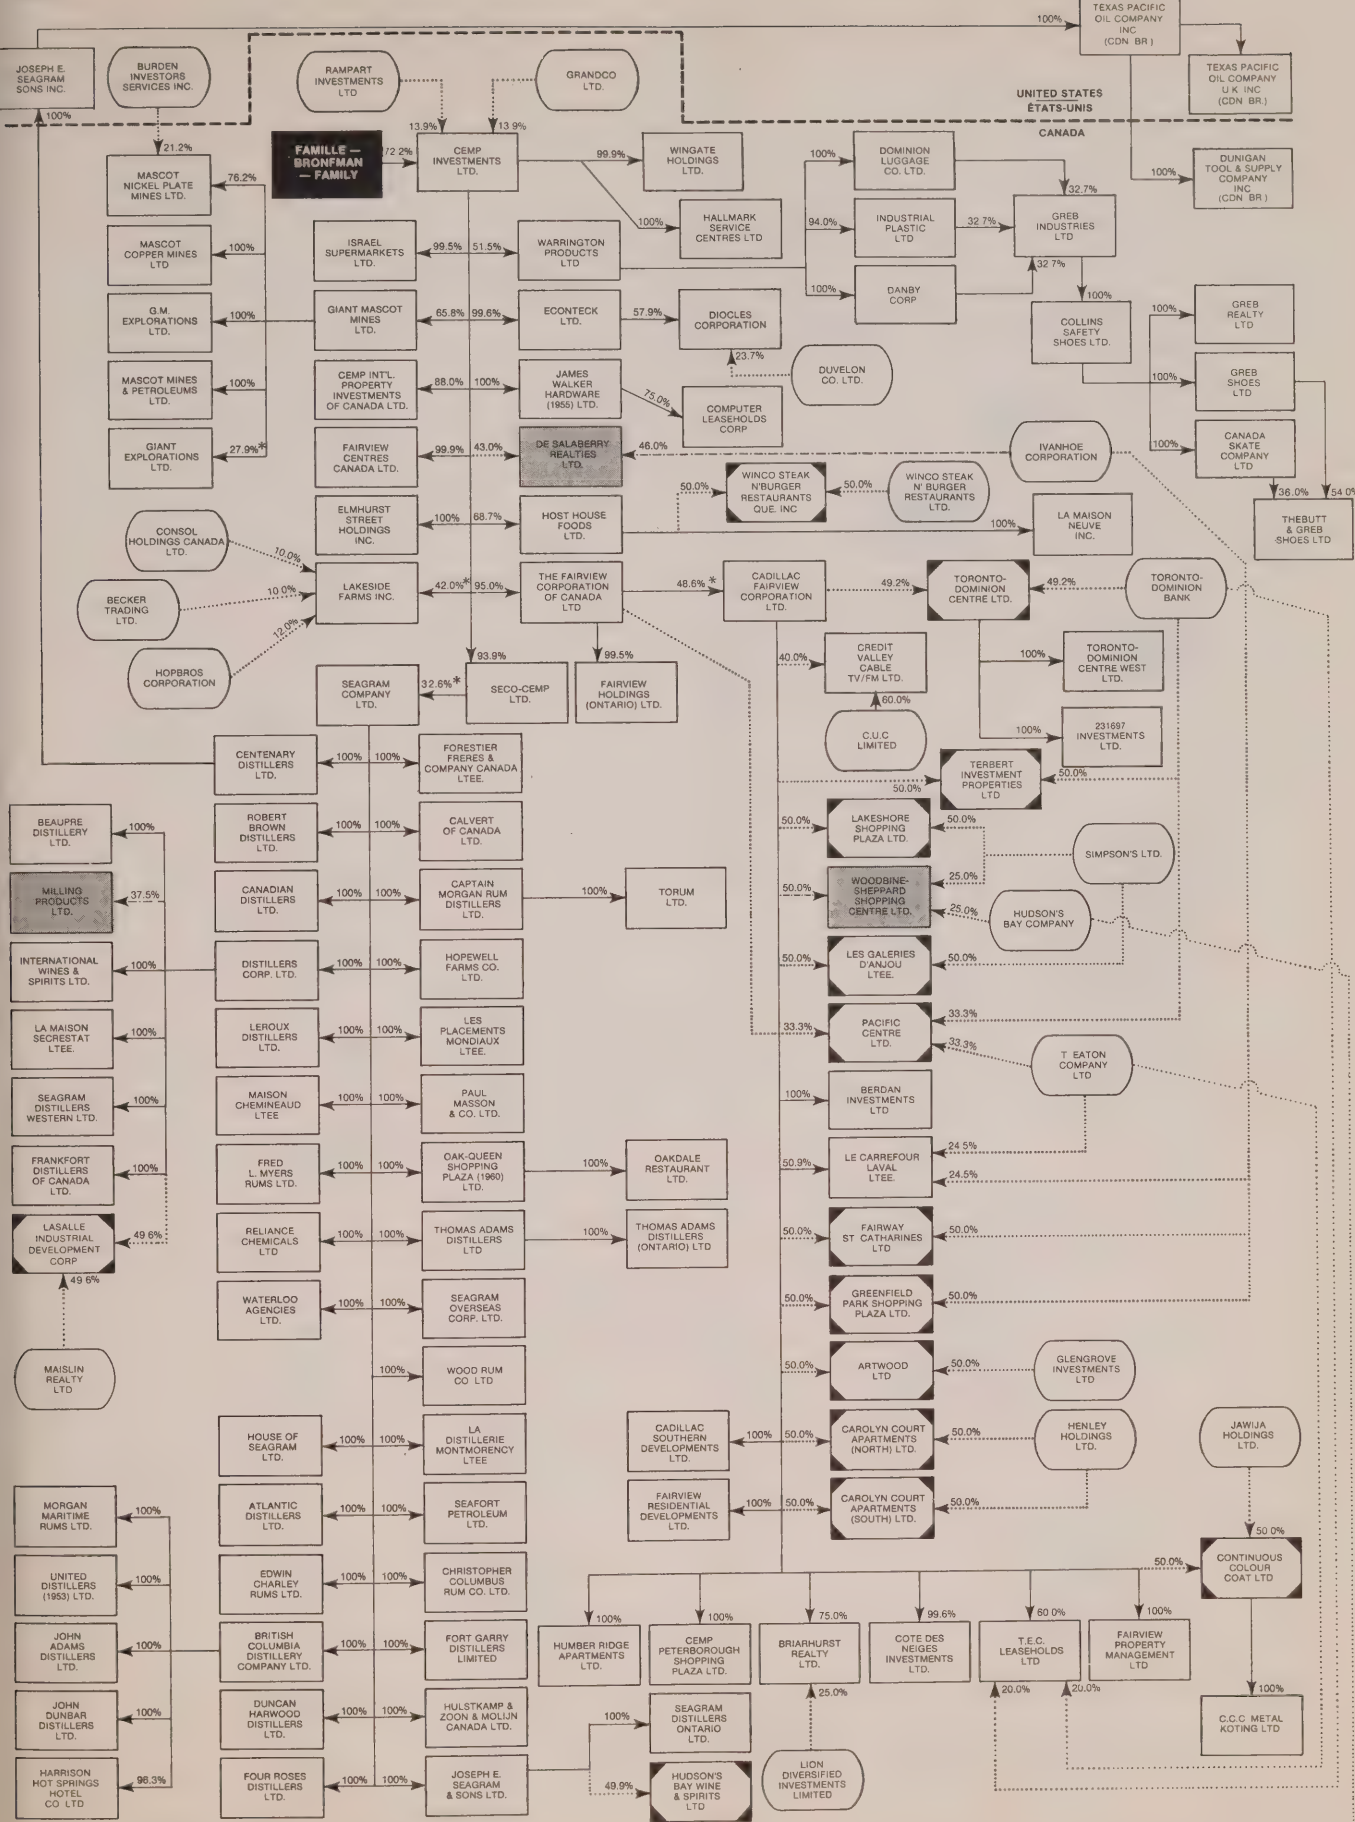 TEXAS PACIFIC
OIL COMPANY
INC
(CDN BR)
100%
JOSEPH E.
SEAGRAM
SONS INC.
100%
BURDEN
INVESTORS
SERVICES INC.
RAMPART
INVESTMENTS
LTD
GRANDCO
LTD.
TEXAS PACIFIC
OIL COMPANY
U K INC
(CDN BR.)
UNITED STATES
ÉTATS-UNIS
CANADA
21.2%
13.9%
13 9%
FAMILLE —
BRONFMAN
— FAMILY
72 2%
CEMP
INVESTMENTS
LTD.
99.9%
WINGATE
HOLDINGS
LTD.
100%
HALLMARK
SERVICE
CENTRES LTD
100%
DOMINION
LUGGAGE
CO. LTD.
32.7%
94.0%
INDUSTRIAL
PLASTIC
LTD
32.7%
GREB
INDUSTRIES
LTD
100%
DANBY
CORP
32 7%
100%
DUNIGAN
TOOL & SUPPLY
COMPANY
INC
(CDN BR)
MASCOT
NICKEL PLATE
MINES LTD.
76.2%
MASCOT
COPPER MINES
LTD
100%
G.M.
EXPLORATIONS
LTD.
100%
MASCOT MINES
& PETROLEUMS
LTD.
100%
GIANT
EXPLORATIONS
LTD.
27.9%*
ISRAEL
SUPERMARKETS
LTD.
99.5%
51.5%
WARRINGTON
PRODUCTS
LTD
GIANT MASCOT
MINES
LTD.
65.8%
99.6%
ECONTECK
LTD.
57.9%
DIOCLES
CORPORATION
23.7%
DUVELON
CO. LTD.
100%
COLLINS
SAFETY
SHOES LTD.
100%
GREB
REALTY
LTD
100%
GREB
SHOES
LTD
100%
CANADA
SKATE
COMPANY
LTD
36.0%
54 0%
THEBUTT
& GREB
SHOES LTD
CEMP INT'L.
PROPERTY
INVESTMENTS
OF CANADA LTD.
88.0%
100%
JAMES
WALKER
HARDWARE
(1955) LTD.
75.0%
COMPUTER
LEASEHOLDS
CORP
FAIRVIEW
CENTRES
CANADA LTD.
99.9%
43.0%
DE SALABERRY
REALTIES
LTD.
46.0%
IVANHOE
CORPORATION
ELMHURST
STREET
HOLDINGS
INC.
100%
68.7%
HOST HOUSE
FOODS
LTD.
50.0%
WINCO STEAK
N'BURGER
RESTAURANTS
QUE. INC
50.0%
WINCO STEAK
N' BURGER
RESTAURANTS
LTD.
100%
LA MAISON
NEUVE
INC.
CONSOL
HOLDINGS CANADA
LTD.
10.0%
BECKER
TRADING
LTD.
10 0%
HOPBROS
CORPORATION
12.0%
LAKESIDE
FARMS INC.
42.0%*
95.0%
THE FAIRVIEW
CORPORATION
OF CANADA
LTD
48.6% *
CADILLAC
FAIRVIEW
CORPORATION
LTD.
49.2%
TORONTO-
DOMINION
CENTRE LTD.
49.2%
TORONTO-
DOMINION
BANK
93.9%
SECO-CEMP
LTD.
99.5%
FAIRVIEW
HOLDINGS
(ONTARIO) LTD.
SEAGRAM
COMPANY
LTD.
32.6%*
40.0%
CREDIT
VALLEY
CABLE
TV/FM LTD.
60.0%
C.U.C
LIMITED
100%
TORONTO-
DOMINION
CENTRE WEST
LTD.
100%
231697
INVESTMENTS
LTD.
50.0%
TERBERT
INVESTMENT
PROPERTIES
LTD
50.0%
CENTENARY
DISTILLERS
LTD.
100%
100%
FORESTIER
FRERES &
COMPANY CANADA
LTEE.
ROBERT
BROWN
DISTILLERS
LTD.
100%
100%
CALVERT
OF CANADA
LTD.
CANADIAN
DISTILLERS
LTD.
100%
100%
CAPTAIN
MORGAN RUM
DISTILLERS
LTD.
100%
TORUM
LTD.
DISTILLERS
CORP. LTD.
100%
100%
HOPEWELL
FARMS CO.
LTD.
LEROUX
DISTILLERS
LTD.
100%
100%
LES
PLACEMENTS
MONDIAUX
LTEE.
MAISON
CHEMINEAUD
LTEE
100%
100%
PAUL
MASSON
& CO. LTD.
FRED
L. MYERS
RUMS LTD.
100%
100%
OAK-QUEEN
SHOPPING
PLAZA (1960)
LTD.
100%
OAKDALE
RESTAURANT
LTD.
RELIANCE
CHEMICALS
LTD
100%
100%
THOMAS ADAMS
DISTILLERS
LTD
100%
THOMAS ADAMS
DISTILLERS
(ONTARIO) LTD
WATERLOO
AGENCIES
LTD.
100%
100%
SEAGRAM
OVERSEAS
CORP. LTD.
100%
WOOD RUM
CO LTD
HOUSE OF
SEAGRAM
LTD.
100%
100%
LA
DISTILLERIE
MONTMORENCY
LTEE
ATLANTIC
DISTILLERS
LTD.
100%
100%
SEAFORT
PETROLEUM
LTD.
EDWIN
CHARLEY
RUMS LTD.
100%
100%
CHRISTOPHER
COLUMBUS
RUM CO. LTD.
BRITISH
COLUMBIA
DISTILLERY
COMPANY LTD.
100%
100%
FORT GARRY
DISTILLERS
LIMITED
DUNCAN
HARWOOD
DISTILLERS
LTD.
100%
100%
HULSTKAMP &
ZOON & MOLIJN
CANADA LTD.
FOUR ROSES
DISTILLERS
LTD.
100%
100%
JOSEPH E.
SEAGRAM
& SONS LTD.
100%
SEAGRAM
DISTILLERS
ONTARIO
LTD.
49.9%
HUDSON'S
BAY WINE
& SPIRITS
LTD
BEAUPRE
DISTILLERY
LTD.
100%
MILLING
PRODUCTS
LTD.
37.5%
INTERNATIONAL
WINES &
SPIRITS LTD.
100%
LA MAISON
SECRESTAT
LTEE.
100%
SEAGRAM
DISTILLERS
WESTERN LTD.
100%
FRANKFORT
DISTILLERS
OF CANADA
LTD.
100%
LASALLE
INDUSTRIAL
DEVELOPMENT
CORP
49 6%
49 6%
MAISLIN
REALTY
LTD
MORGAN
MARITIME
RUMS LTD.
100%
UNITED
DISTILLERS
(1953) LTD.
100%
JOHN
ADAMS
DISTILLERS
LTD.
100%
JOHN
DUNBAR
DISTILLERS
LTD.
100%
HARRISON
HOT SPRINGS
HOTEL
CO LTD
96.3%
50.0%
LAKESHORE
SHOPPING
PLAZA LTD.
50.0%
SIMPSON'S LTD.
50.0%
WOODBINE-
SHEPPARD
SHOPPING
CENTRE LTD.
25.0%
25.0%
HUDSON'S
BAY COMPANY
50.0%
LES GALERIES
D'ANJOU
LTEE.
50.0%
33.3%
PACIFIC
CENTRE
LTD.
33.3%
33.3%
T EATON
COMPANY
LTD
100%
BERDAN
INVESTMENTS
LTD
50.9%
LE CARREFOUR
LAVAL
LTEE.
24.5%
24.5%
50.0%
FAIRWAY
ST CATHARINES
LTD
50.0%
50.0%
GREENFIELD
PARK SHOPPING
PLAZA LTD.
50.0%
50.0%
ARTWOOD
LTD
50.0%
GLENGROVE
INVESTMENTS
LTD
CADILLAC
SOUTHERN
DEVELOPMENTS
LTD.
100%
50.0%
CAROLYN COURT
APARTMENTS
(NORTH) LTD.
50.0%
HENLEY
HOLDINGS
LTD.
FAIRVIEW
RESIDENTIAL
DEVELOPMENTS
LTD.
100%
50.0%
CAROLYN COURT
APARTMENTS
(SOUTH) LTD.
50.0%
JAWIJA
HOLDINGS
LTD.
50 0%
50.0%
CONTINUOUS
COLOUR
COAT LTD
100%
C.C.C METAL
KOTING LTD
100%
HUMBER RIDGE
APARTMENTS
LTD.
100%
CEMP
PETERBOROUGH
SHOPPING
PLAZA LTD.
75.0%
BRIARHURST
REALTY
LTD.
25.0%
LION
DIVERSIFIED
INVESTMENTS
LIMITED
99.6%
COTE DES
NEIGES
INVESTMENTS
LTD.
60 0%
T.E.C.
LEASEHOLDS
LTD
20.0%
20.0%
100%
FAIRVIEW
PROPERTY
MANAGEMENT
LTD